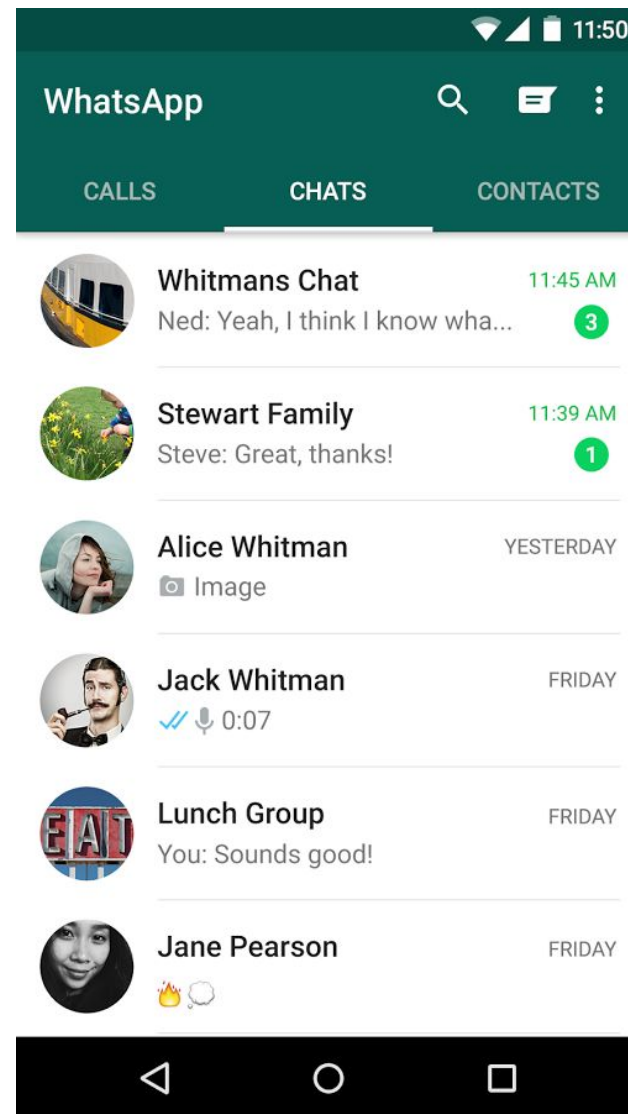 11:50
WhatsApp
CALLS CHATS CONTACTS
Whitmans Chat 11:45 AM
Ned: Yeah, I think I know wha... 3
Stewart Family 11:39 AM
Steve: Great, thanks! 1
Alice Whitman YESTERDAY
Image
Jack Whitman FRIDAY
0:07
EAT
Lunch Group FRIDAY
You: Sounds good!
Jane Pearson FRIDAY
🔥💭